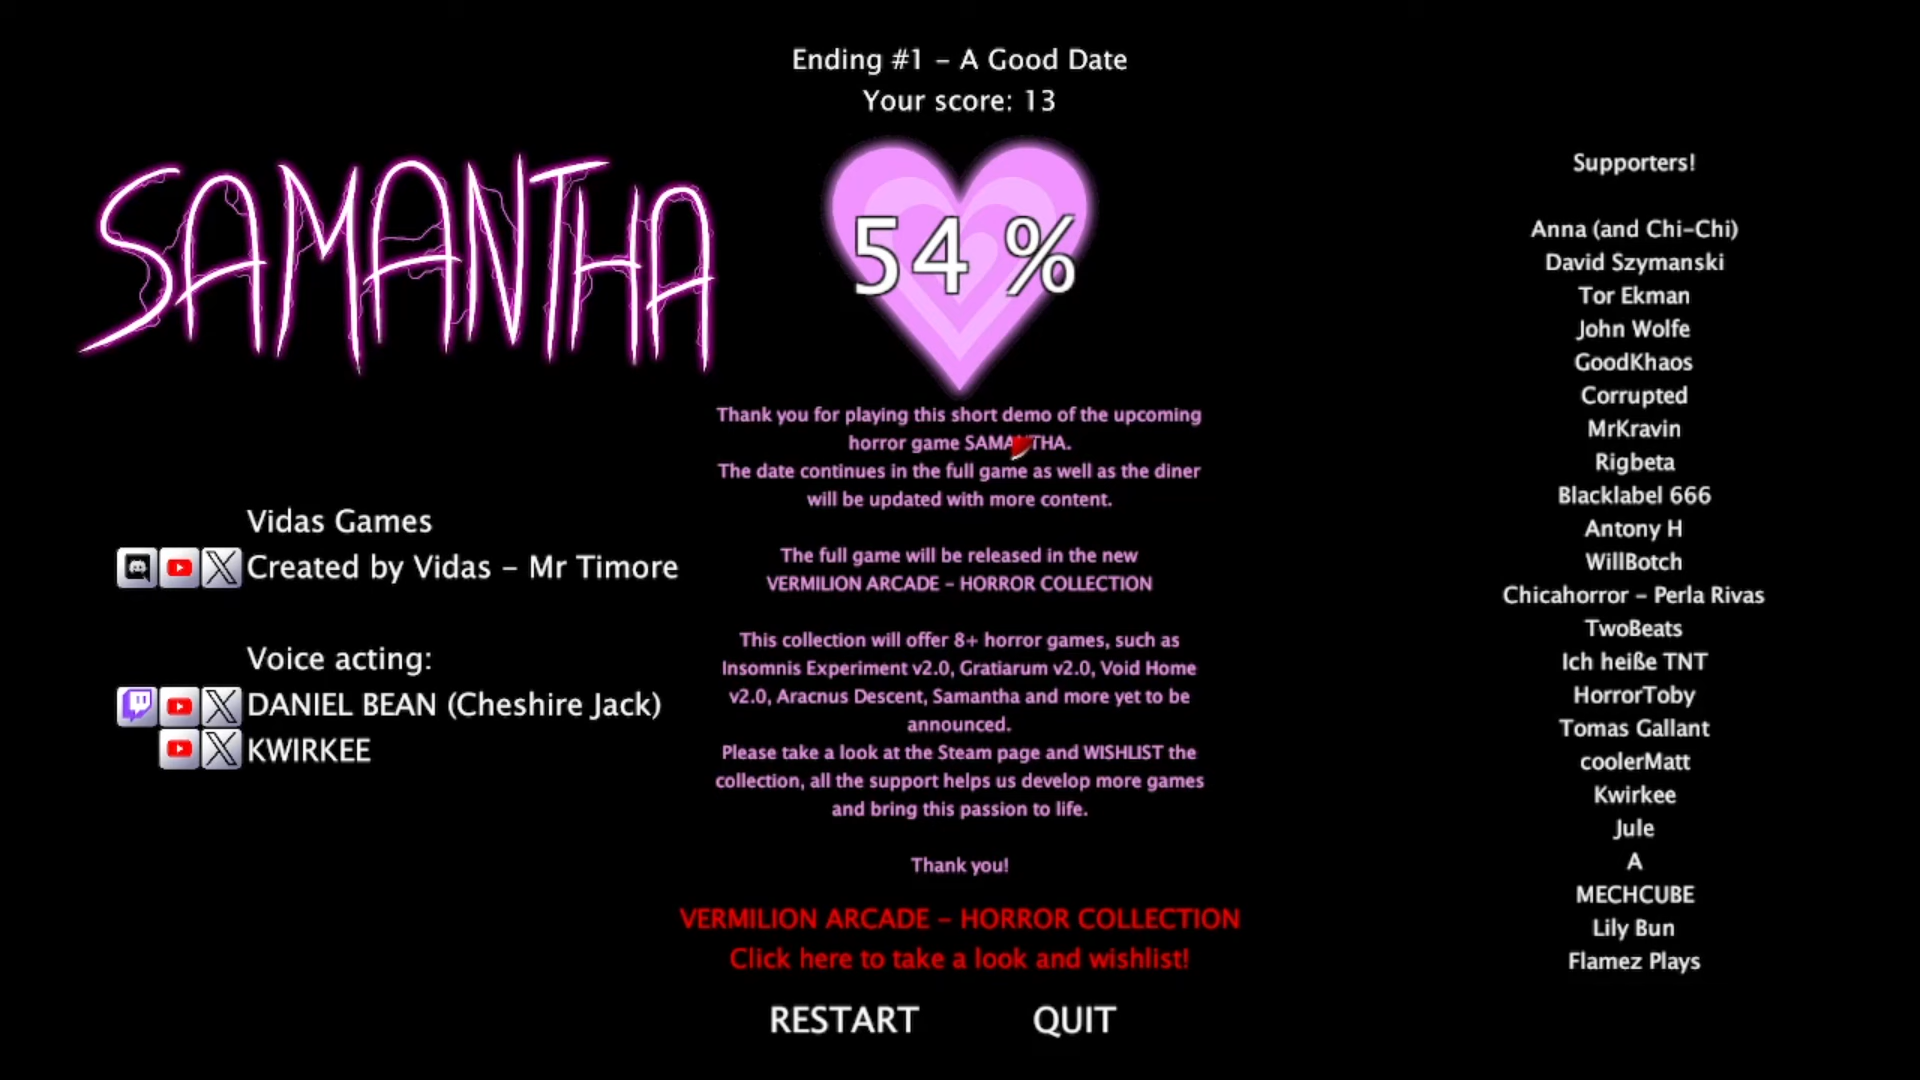 Ending #1 – A Good Date
Your score: 13
SAMANTHA
54 %
Thank you for playing this short demo of the upcoming
horror game SAMANTHA.
The date continues in the full game as well as the diner
will be updated with more content.
The full game will be released in the new
VERMILION ARCADE – HORROR COLLECTION
This collection will offer 8+ horror games, such as
Insomnis Experiment v2.0, Gratiarum v2.0, Void Home
v2.0, Aracnus Descent, Samantha and more yet to be
announced.
Please take a look at the Steam page and WISHLIST the
collection, all the support helps us develop more games
and bring this passion to life.
Thank you!
VERMILION ARCADE – HORROR COLLECTION
Click here to take a look and wishlist!
RESTART
QUIT
Vidas Games
Created by Vidas – Mr Timore
Voice acting:
DANIEL BEAN (Cheshire Jack)
KWIRKEE
Supporters!
Anna (and Chi-Chi)
David Szymanski
Tor Ekman
John Wolfe
GoodKhaos
Corrupted
MrKravin
Rigbeta
Blacklabel 666
Antony H
WillBotch
Chicahorror – Perla Rivas
TwoBeats
Ich heiße TNT
HorrorToby
Tomas Gallant
coolerMatt
Kwirkee
Jule
A
MECHCUBE
Lily Bun
Flamez Plays